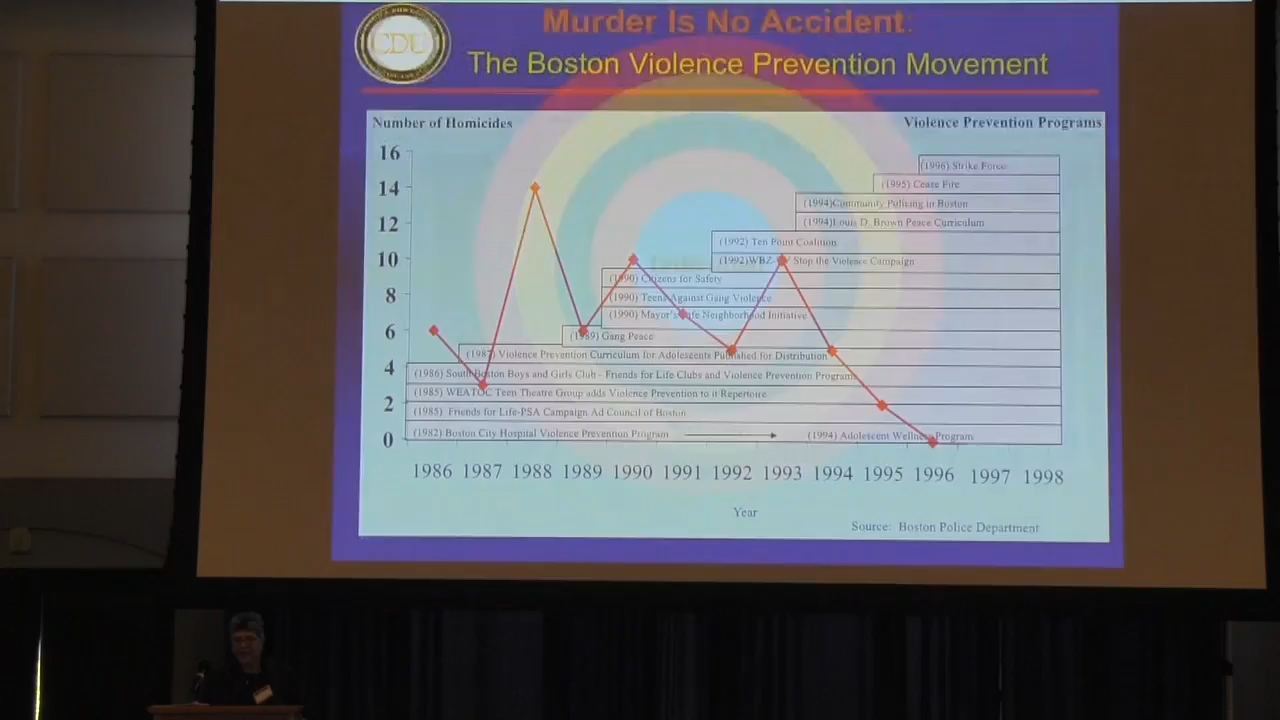 Murder Is No Accident:
The Boston Violence Prevention Movement
CDU
Number of Homicides
Violence Prevention Programs
16
14
12
10
8
6
4
2
0
(1996) Strike Force
(1995) Cease Fire
(1994)Community Policing in Boston
(1994)Louis D. Brown Peace Curriculum
(1992) Ten Point Coalition
(1992)WBZ-TV Stop the Violence Campaign
(1990) Citizens for Safety
(1990) Teens Against Gang Violence
(1990) Mayor's Safe Neighborhood Initiative
(1989) Gang Peace
(1987) Violence Prevention Curriculum for Adolescents Published for Distribution
(1986) South Boston Boys and Girls Club - Friends for Life Clubs and Violence Prevention Programs
(1985) WEATOC Teen Theatre Group adds Violence Prevention to it Repertoire
(1985) Friends for Life-PSA Campaign Ad Council of Boston
(1982) Boston City Hospital Violence Prevention Program
(1994) Adolescent Wellness Program
1986 1987 1988 1989 1990 1991 1992 1993 1994 1995 1996 1997 1998
Year
Source: Boston Police Department